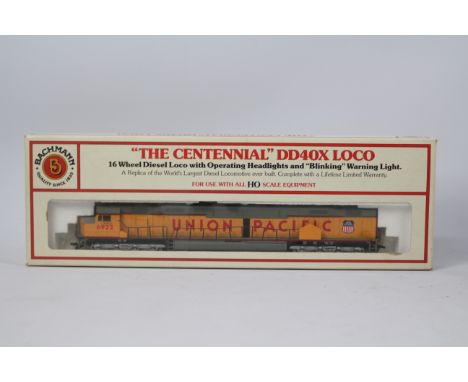 BACHMANN
QUALITY SINCE 1833
"THE CENTENNIAL" DD40X LOCO
16 Wheel Diesel Loco with Operating Headlights and "Blinking" Warning Light.
A Replica of the World's Largest Diesel Locomotive ever built. Complete with a Lifetime Limited Warranty.
FOR USE WITH ALL HO SCALE EQUIPMENT
6922
UNION PACIFIC